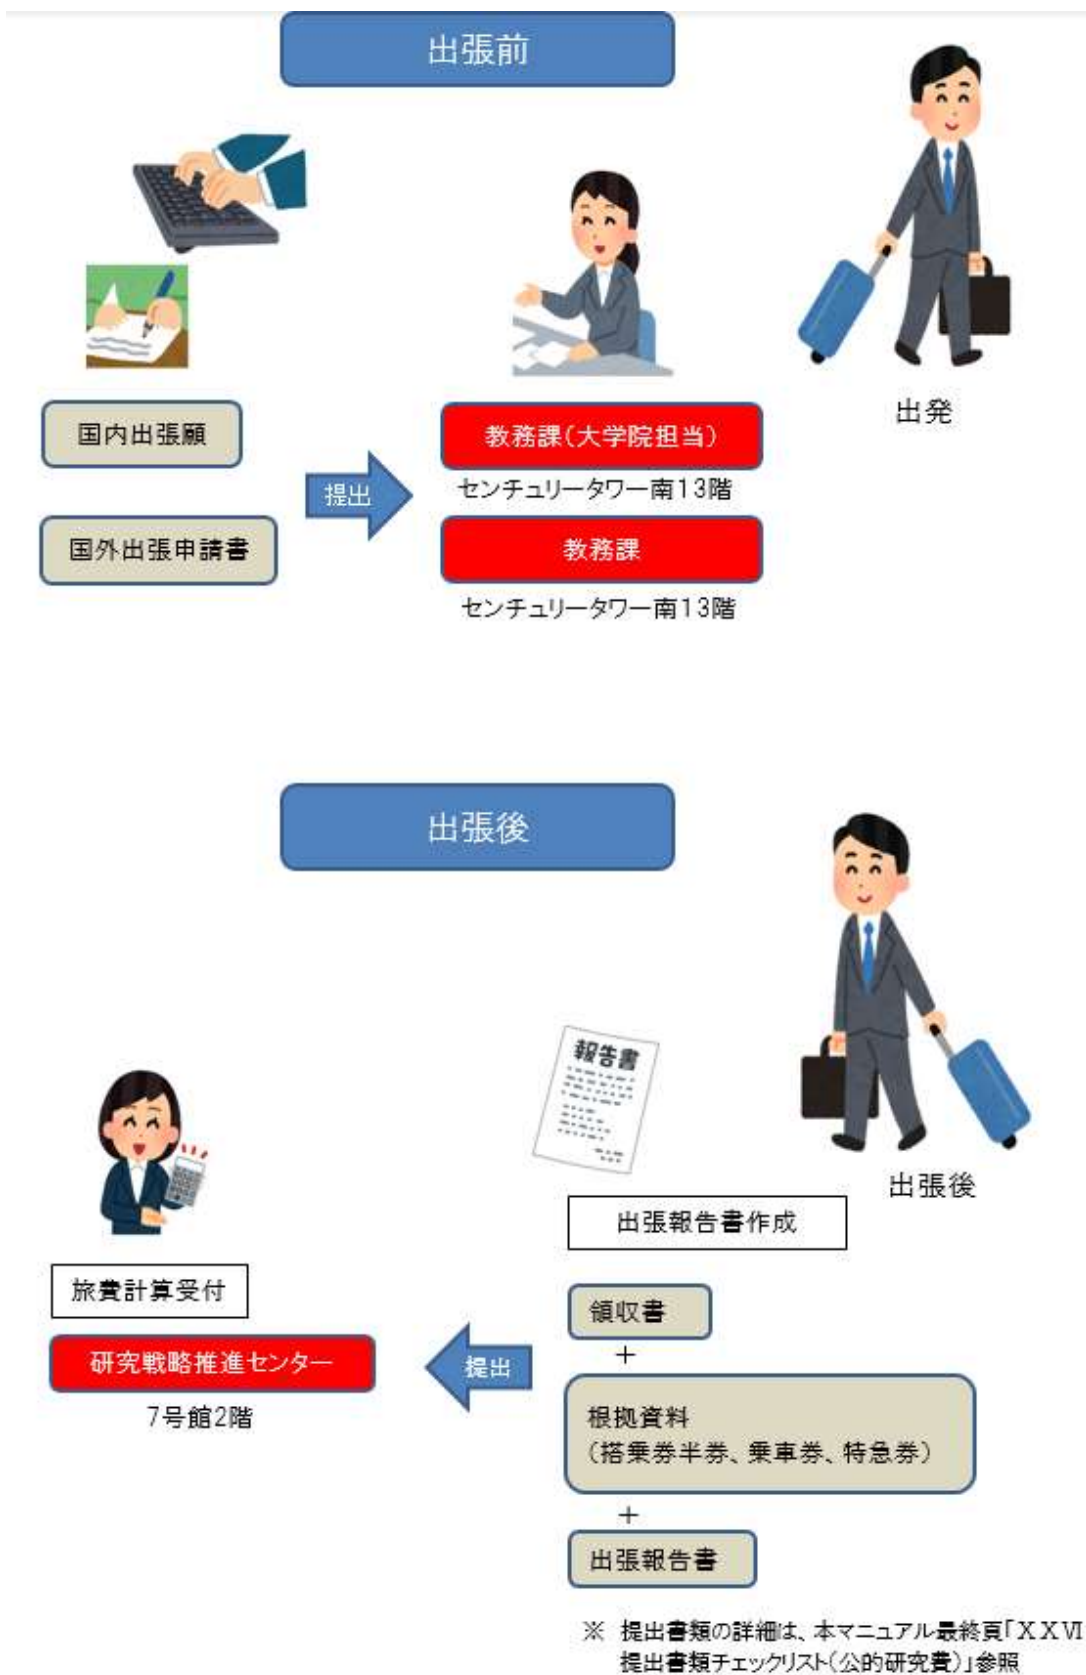 出張前
出発
国内出張願
国外出張申請書
提出
教務課(大学院担当)
センチュリータワー南13階
教務課
センチュリータワー南13階
出張後
出張後
報告書
出張報告書作成
領収書
+
根拠資料
(搭乗券半券、乗車券、特急券)
+
出張報告書
提出
旅費計算受付
研究戦略推進センター
7号館2階
※ 提出書類の詳細は、本マニュアル最終頁「ⅩⅩⅥ
提出書類チェックリスト(公的研究費)」参照